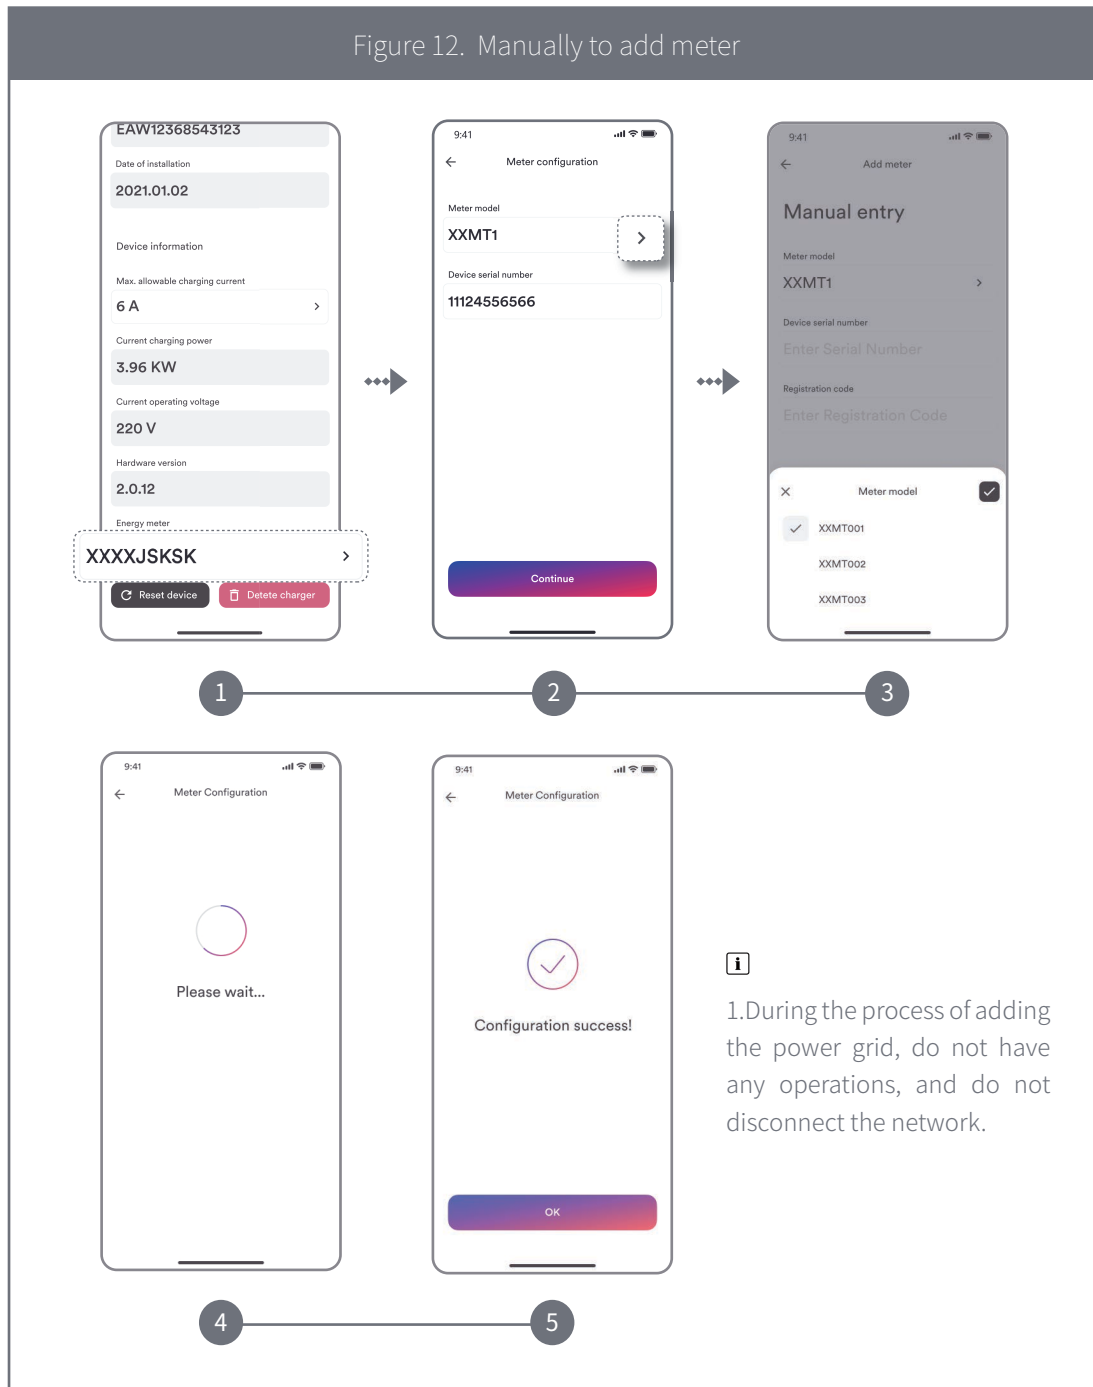 Figure 12. Manually to add meter
EAW12368543123
Date of installation
2021.01.02
Device information
Max. allowable charging current
6 A
Current charging power
3.96 KW
Current operating voltage
220 V
Hardware version
2.0.12
Energy meter
XXXXJSKSK
Reset device
Detete charger
9:41
Meter configuration
Meter model
XXMT1
Device serial number
11124556566
Continue
9:41
Add meter
Manual entry
Meter model
XXMT1
Device serial number
Enter Serial Number
Registration code
Enter Registration Code
Meter model
XXMT001
XXMT002
XXMT003
1
2
3
9:41
Meter Configuration
Please wait...
9:41
Meter Configuration
Configuration success!
OK
i
1.During the process of adding
the power grid, do not have
any operations, and do not
disconnect the network.
4
5